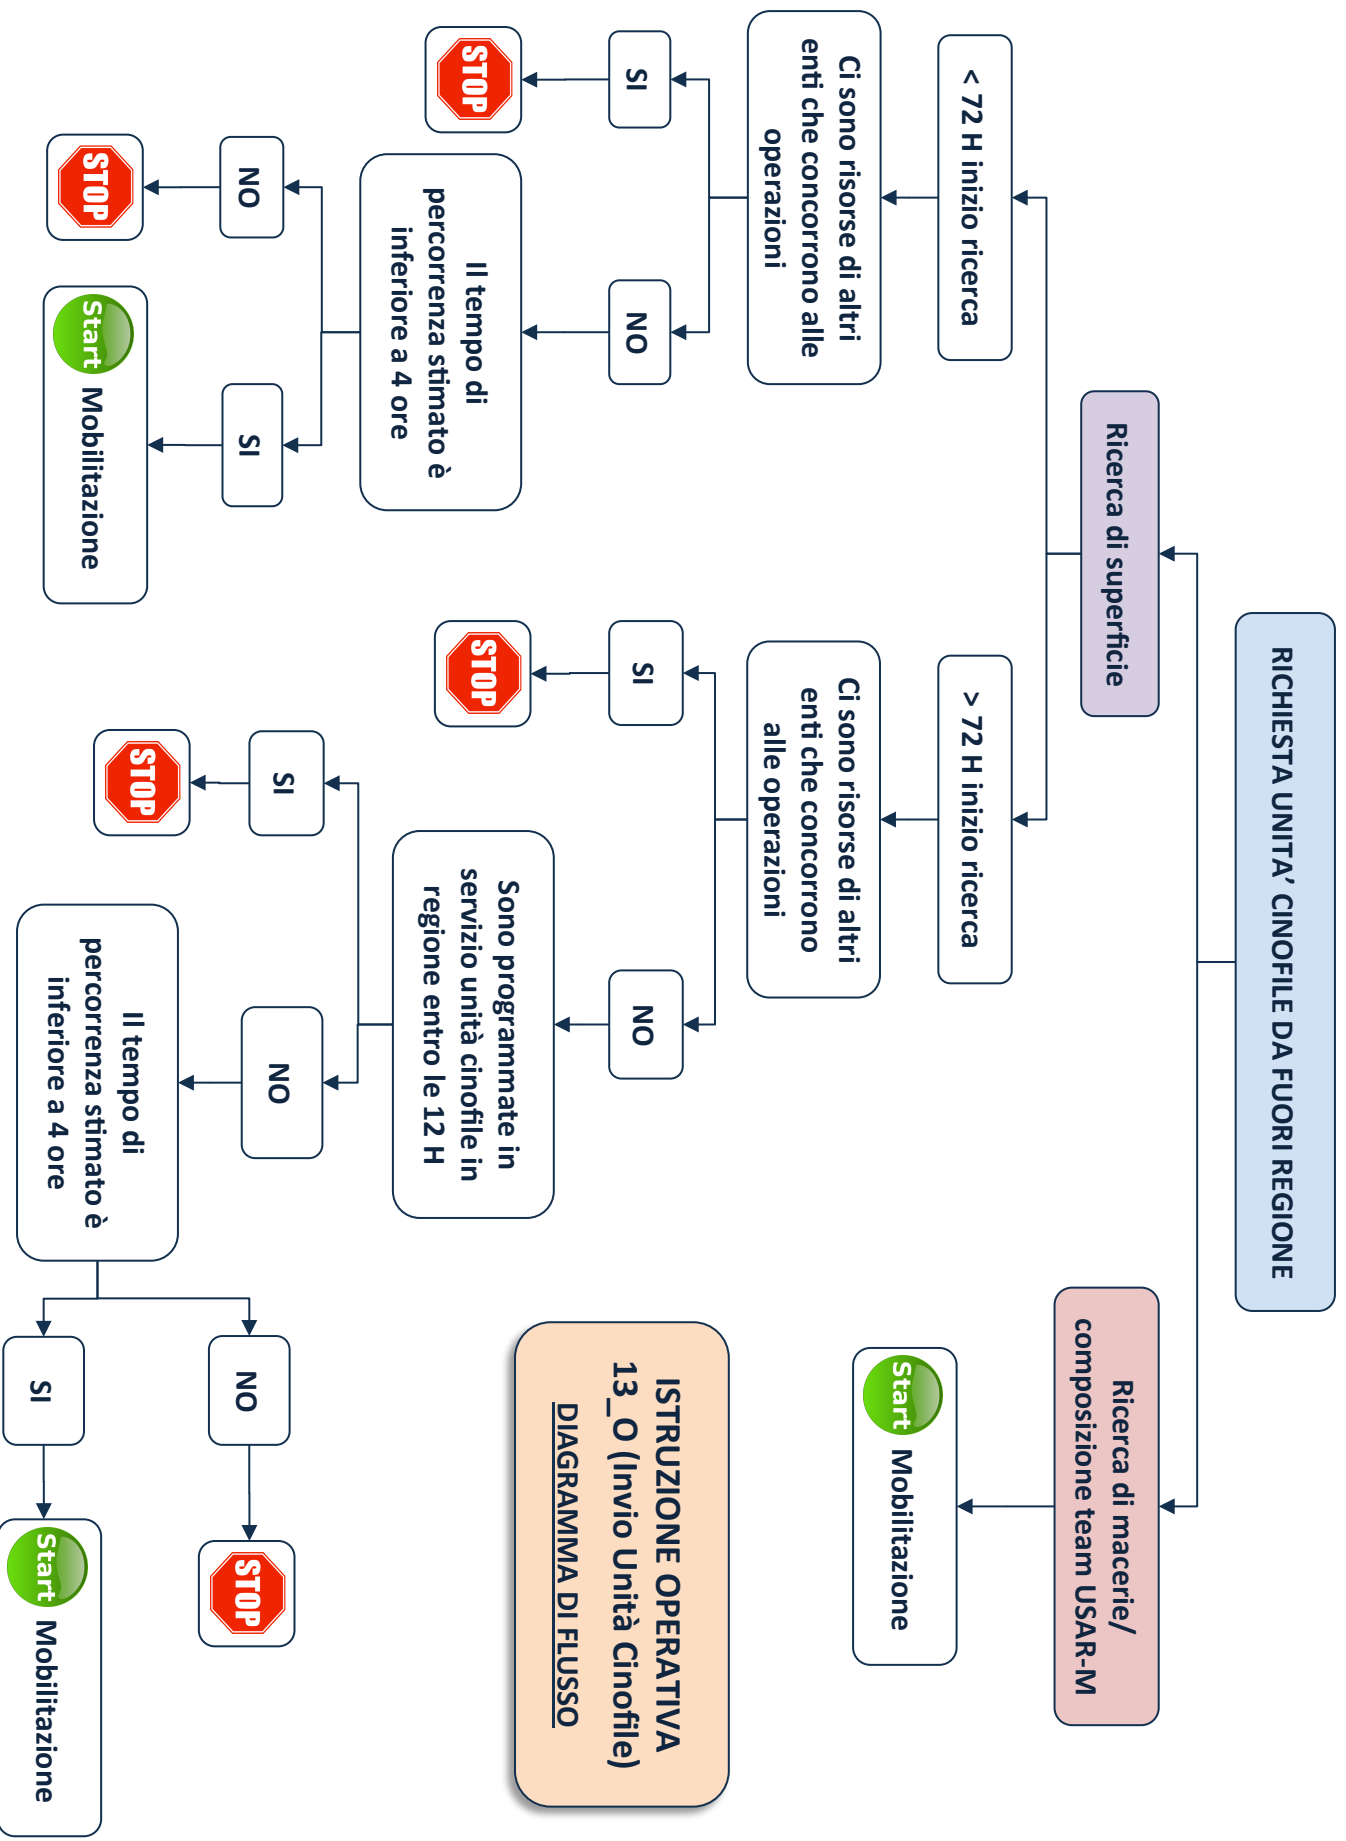 RICHIESTA UNITA’ CINOFILE DA FUORI REGIONE
Ricerca di superficie
Ricerca di macerie/
composizione team USAR-M
< 72 H inizio ricerca
> 72 H inizio ricerca
Start Mobilitazione
Ci sono risorse di altri
enti che concorrono alle
operazioni
Ci sono risorse di altri
enti che concorrono
alle operazioni
SI
NO
SI
NO
ISTRUZIONE OPERATIVA
13_O (Invio Unità Cinofile)
DIAGRAMMA DI FLUSSO
STOP
Il tempo di
percorrenza stimato è
inferiore a 4 ore
STOP
Sono programmate in
servizio unità cinofile in
regione entro le 12 H
NO
SI
SI
NO
STOP
Start Mobilitazione
STOP
Il tempo di
percorrenza stimato è
inferiore a 4 ore
NO
STOP
SI
Start Mobilitazione